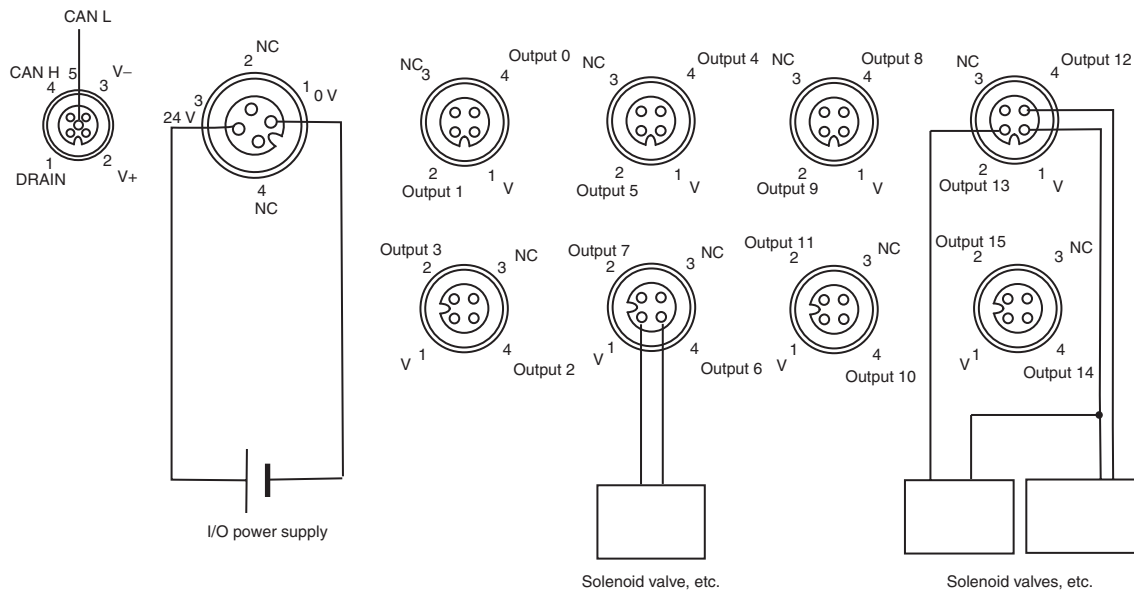 CAN L
CAN H
5
V–
4
3
1
2
DRAIN
V+
NC
2
3
1
0 V
24 V
4
NC
NC
3
Output 0
4
2
Output 1
1
V
NC
3
Output 4
4
2
Output 5
1
V
NC
3
Output 8
4
2
Output 9
1
V
NC
3
4
Output 12
2
Output 13
1
V
Output 3
2
3
NC
V
1
4
Output 2
Output 7
2
3
NC
V
1
4
Output 6
Output 11
2
3
NC
V
1
4
Output 10
Output 15
2
3
NC
V
1
4
Output 14
I/O power supply
Solenoid valve, etc.
Solenoid valves, etc.